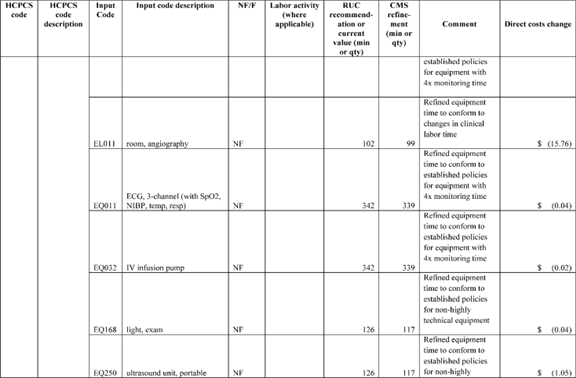 HCPCS code HCPCS code description Input Code Input code description NF/F Labor activity (where applicable) RUC recommend-ation or current value (min or qty) CMS refine-ment (min or qty) Comment Direct costs change
established policies
for equipment with
4x monitoring time
Refined equipment
time to conform to
changes in clinical
EL011 room, angiography NF 102 99 labor time $ (15.76)
Refined equipment
time to conform to
established policies
ECG, 3-channel (with SpO2, for equipment with
EQ011 NIBP, temp, resp) NF 342 339 4x monitoring time $ (0.04)
Refined equipment
time to conform to
established policies
for equipment with
EQ032 IV infusion pump NF 342 339 4x monitoring time $ (0.02)
Refined equipment
time to conform to
established policies
for non-highly
EQ168 light, exam NF 126 117 technical equipment $ (0.04)
Refined equipment
time to conform to
established policies
EQ250 ultrasound unit, portable NF 126 117 for non-highly $ (1.05)